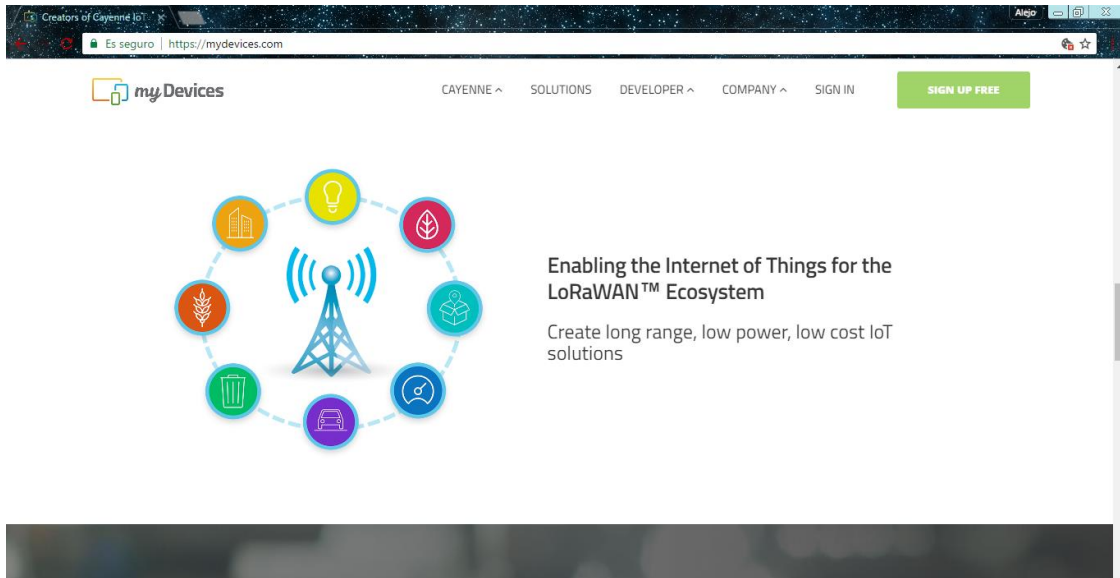 Creators of Cayenne IoT
Alejo
Es seguro | https://mydevices.com
my Devices
CAYENNE
SOLUTIONS
DEVELOPER
COMPANY
SIGN IN
SIGN UP FREE
Enabling the Internet of Things for the
LoRaWAN™ Ecosystem
Create long range, low power, low cost IoT
solutions